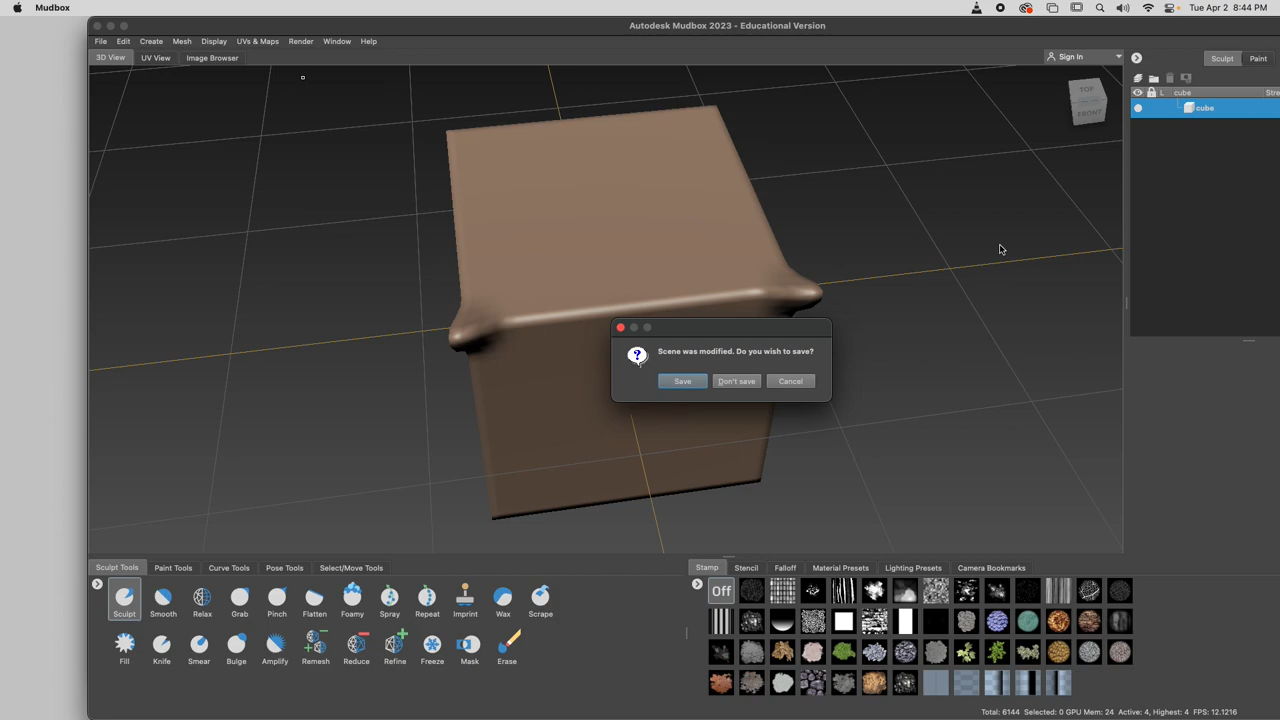 Mudbox
Tue Apr 2 8:44 PM
Autodesk Mudbox 2023 - Educational Version
File Edit Create Mesh Display UVs & Maps Render Window Help
3D View UV View Image Browser
Sign In
Sculpt Paint
L cube Stre
cube
TOP
FRONT
Scene was modified. Do you wish to save?
Save Don't save Cancel
Sculpt Tools Paint Tools Curve Tools Pose Tools Select/Move Tools
Sculpt Smooth Relax Grab Pinch Flatten Foamy Spray Repeat Imprint Wax Scrape
Fill Knife Smear Bulge Amplify Remesh Reduce Refine Freeze Mask Erase
Stamp Stencil Falloff Material Presets Lighting Presets Camera Bookmarks
Off
Total: 6144 Selected: 0 GPU Mem: 24 Active: 4, Highest: 4 FPS: 12.1216